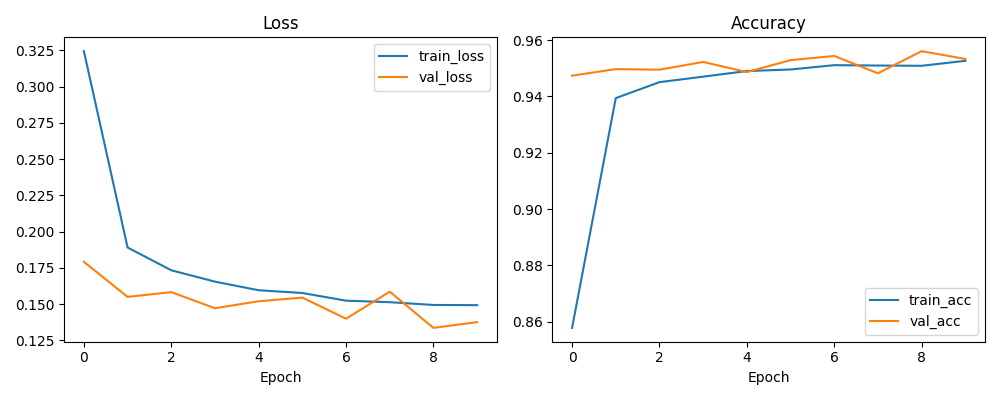 Loss
0.325
0.300
0.275
0.250
0.225
0.200
0.175
0.150
0.125
0 2 4 6 8
Epoch
train_loss
val_loss
Accuracy
0.96
0.94
0.92
0.90
0.88
0.86
0 2 4 6 8
Epoch
train_acc
val_acc